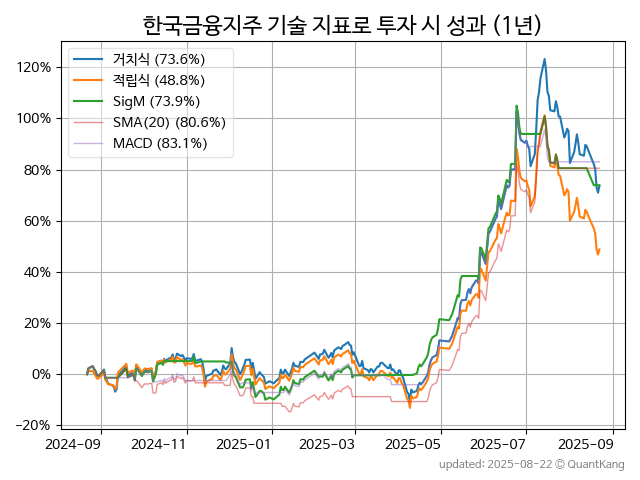 한국금융지주 기술 지표로 투자 시 성과 (1년)
거치식 (73.6%)
적립식 (48.8%)
SigM (73.9%)
SMA(20) (80.6%)
MACD (83.1%)
120%
100%
80%
60%
40%
20%
0%
−20%
2024-09 2024-11 2025-01 2025-03 2025-05 2025-07 2025-09
updated: 2025-08-22 © QuantKang